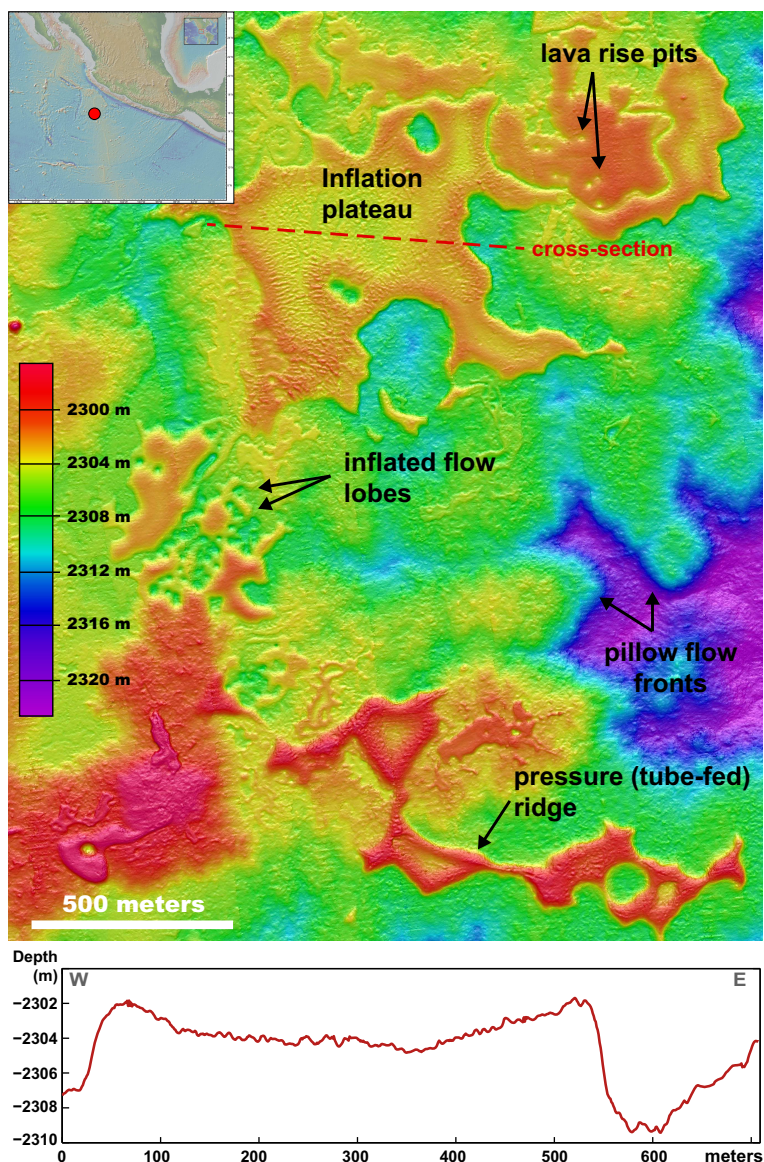 lava rise pits
Inflation
plateau
cross-section
2300 m
2304 m
2308 m
2312 m
2316 m
2320 m
inflated flow
lobes
pillow flow
fronts
pressure (tube-fed)
ridge
500 meters
Depth
(m)
W
E
−2302
−2304
−2306
−2308
−2310
0
100
200
300
400
500
600
meters